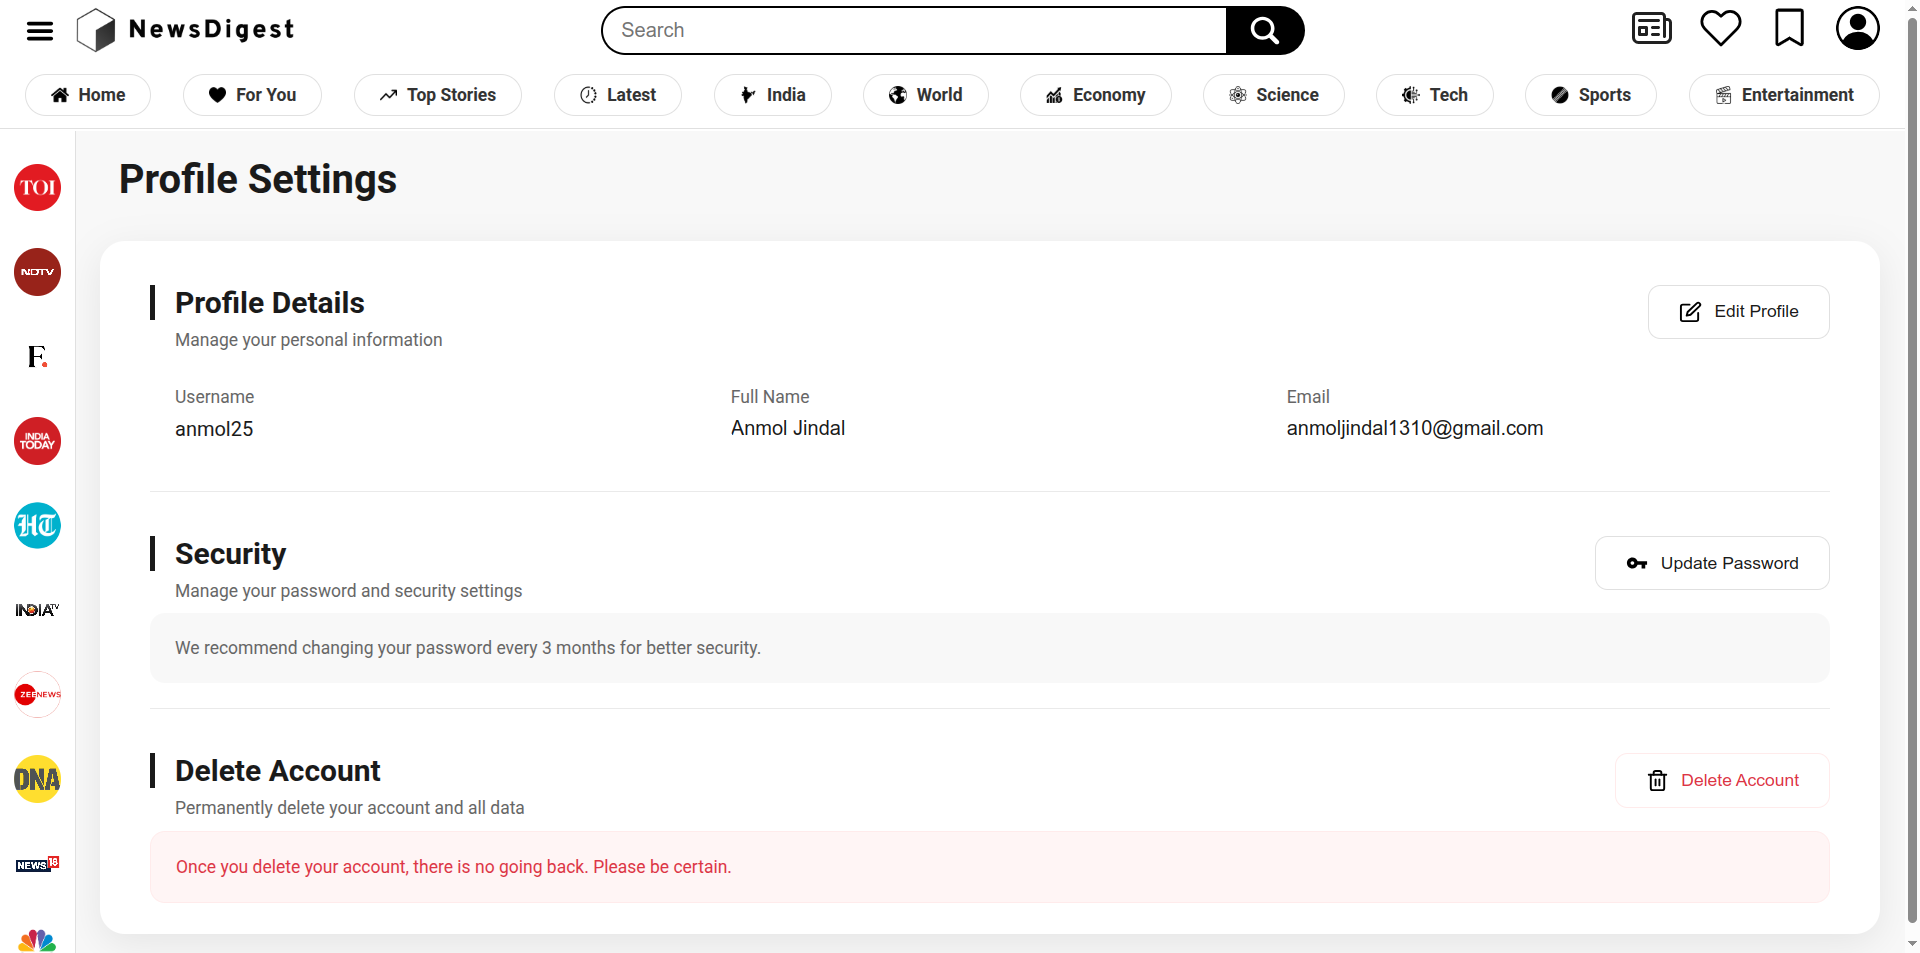 NewsDigest
Search
Home For You Top Stories Latest India World Economy Science Tech Sports Entertainment
TOI
NDTV
F.
INDIA
TODAY
HT
INDIA TV
ZEENEWS
DNA
NEWS18
Profile Settings
Profile Details
Manage your personal information
Edit Profile
Username
anmol25
Full Name
Anmol Jindal
Email
anmoljindal1310@gmail.com
Security
Manage your password and security settings
Update Password
We recommend changing your password every 3 months for better security.
Delete Account
Permanently delete your account and all data
Delete Account
Once you delete your account, there is no going back. Please be certain.